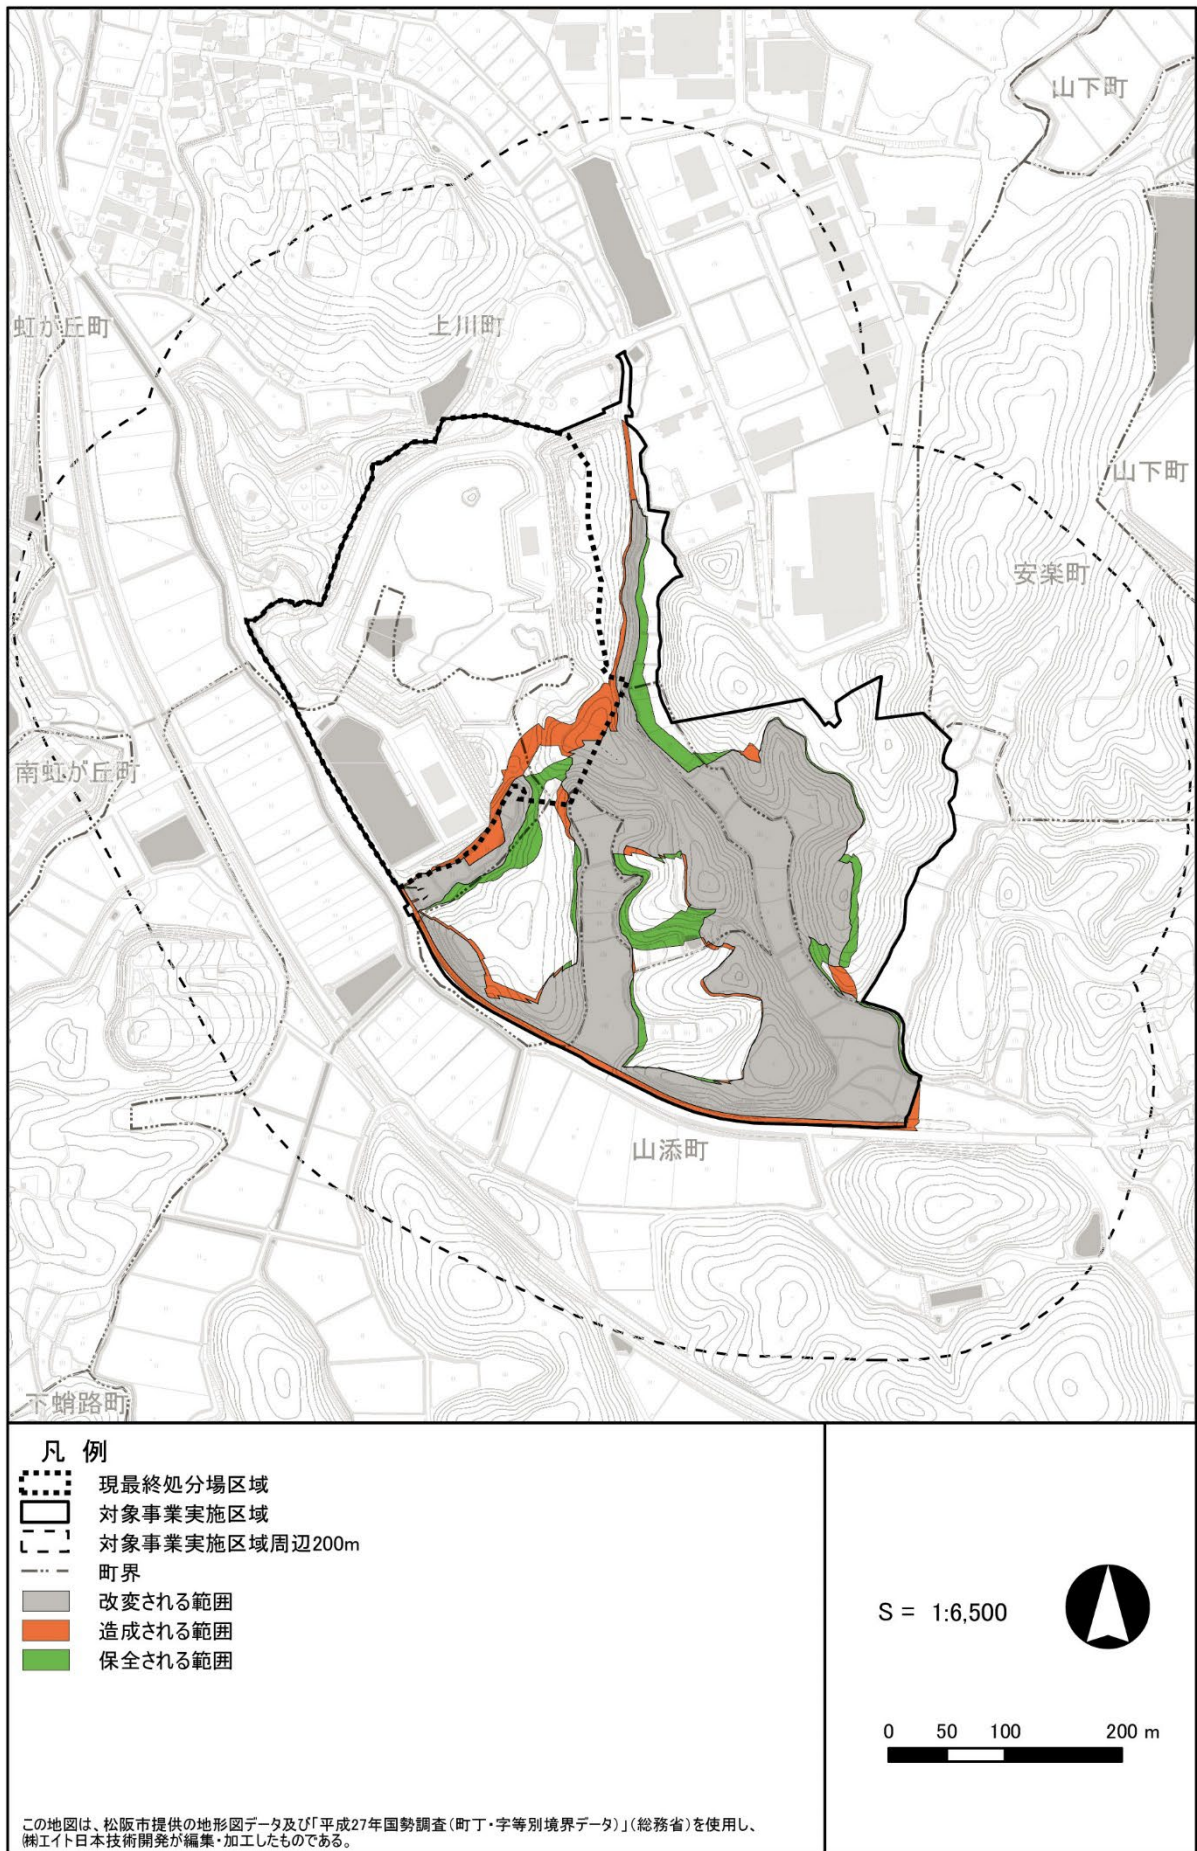 山下町
虹が丘町
上川町
山下町
安楽町
南虹が丘町
山添町
下蛸路町
凡 例
現最終処分場区域
対象事業実施区域
対象事業実施区域周辺200m
町界
改変される範囲
造成される範囲
保全される範囲
S = 1:6,500
0 50 100 200 m
この地図は、松阪市提供の地形図データ及び「平成27年国勢調査(町丁・字等別境界データ)」(総務省)を使用し、
㈱エイト日本技術開発が編集・加工したものである。